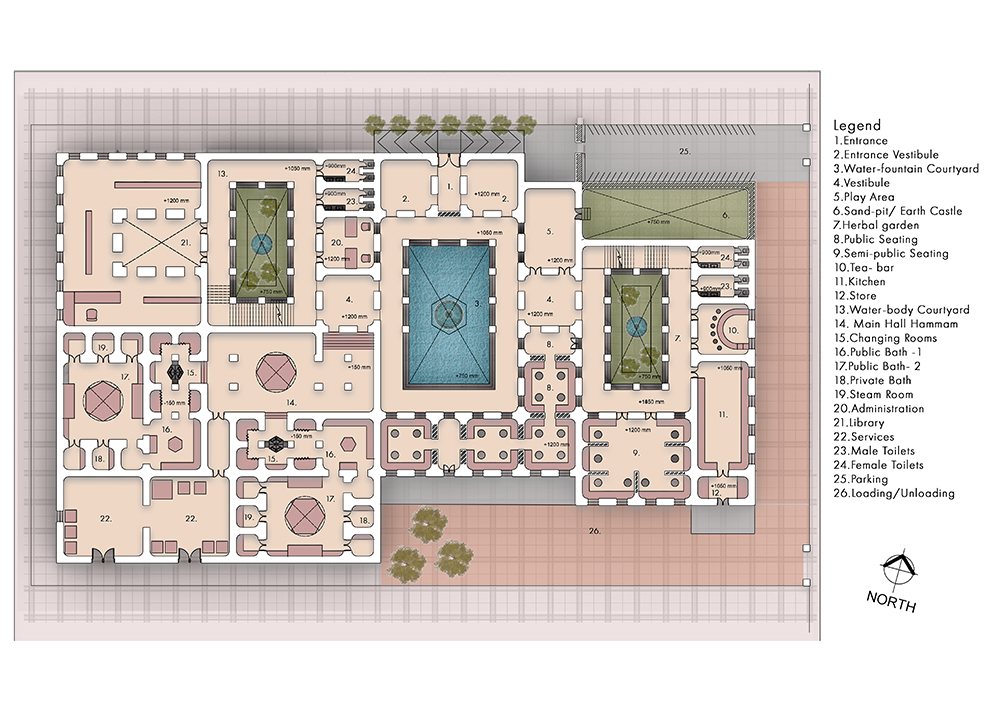 25.
13.
+1050 mm
+900mm
24.
+900mm
23.
1.
+1200 mm
2.
+1200 mm
2.
+1200 mm
20.
+1200 mm
+1050 mm
5.
+1200 mm
6.
21.
+750 mm
4.
+1200 mm
3.
4.
+1200 mm
+900mm
24.
+900mm
23.
10.
7.
8.
+750 mm
+750 mm
19.
17.
15.
-150 mm
16.
18.
+150 mm
14.
8.
+1050 mm
+1050 mm
11.
-150 mm
15.
16.
+1200 mm
+1200 mm
9.
22.
22.
19.
17.
18.
+1050 mm
12.
26.
Legend
1.Entrance
2.Entrance Vestibule
3.Water-fountain Courtyard
4.Vestibule
5.Play Area
6.Sand-pit/ Earth Castle
7.Herbal garden
8.Public Seating
9.Semi-public Seating
10.Tea- bar
11.Kitchen
12.Store
13.Water-body Courtyard
14. Main Hall Hammam
15.Changing Rooms
16.Public Bath -1
17.Public Bath- 2
18.Private Bath
19.Steam Room
20.Administration
21.Library
22.Services
23.Male Toilets
24.Female Toilets
25.Parking
26.Loading/Unloading
NORTH